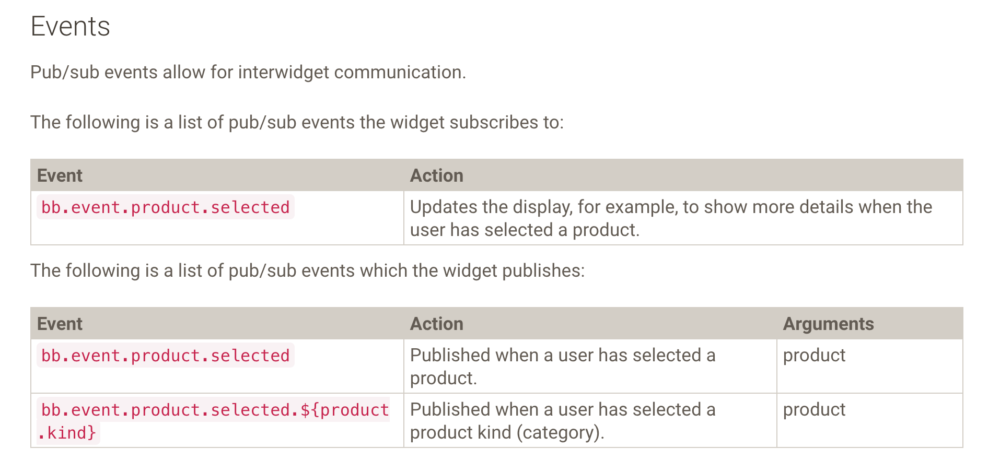 Events
Pub/sub events allow for interwidget communication.
The following is a list of pub/sub events the widget subscribes to:
Event Action
bb.event.product.selected Updates the display, for example, to show more details when the
user has selected a product.
The following is a list of pub/sub events which the widget publishes:
Event Action Arguments
bb.event.product.selected Published when a user has selected a product
product.
bb.event.product.selected.${product Published when a user has selected a product
.kind} product kind (category).